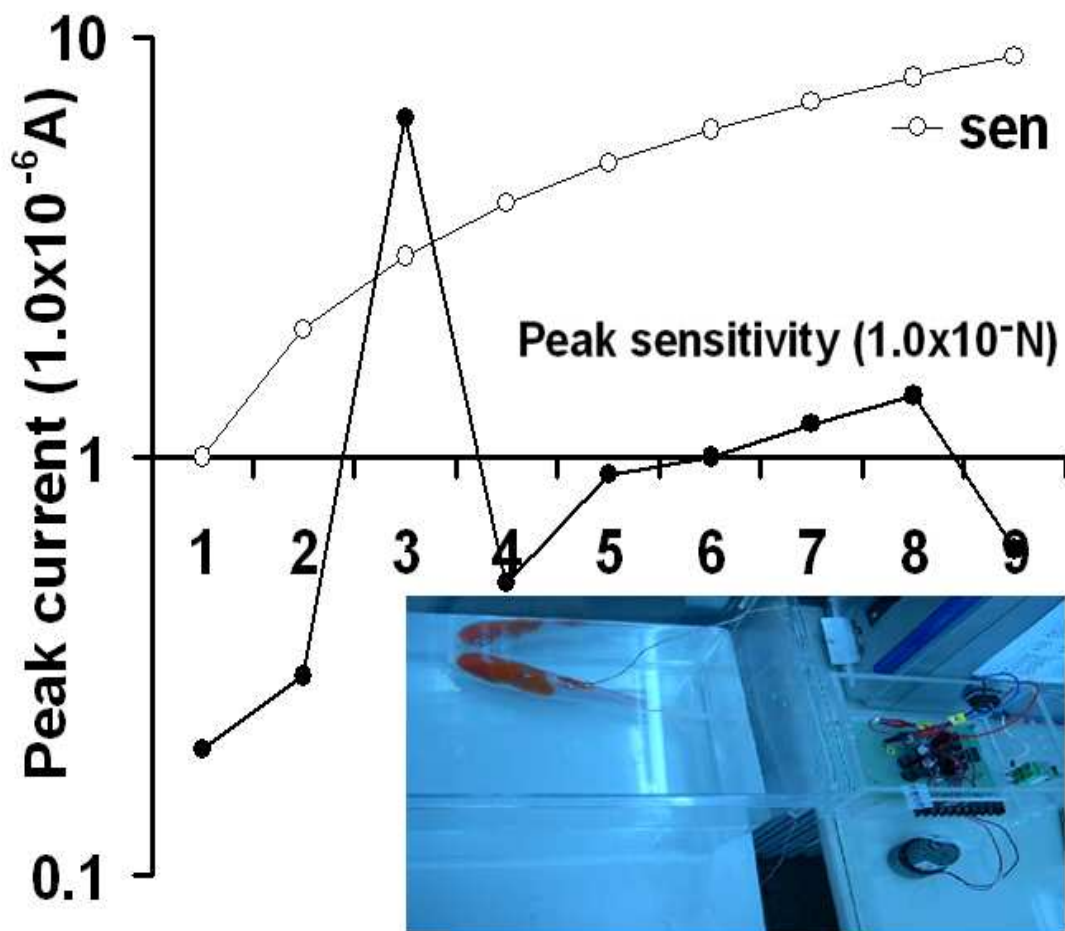 10
1
0.1
Peak current (1.0x10⁻⁶A)
sen
Peak sensitivity (1.0x10⁻N)
1 2 3 4 5 6 7 8 9